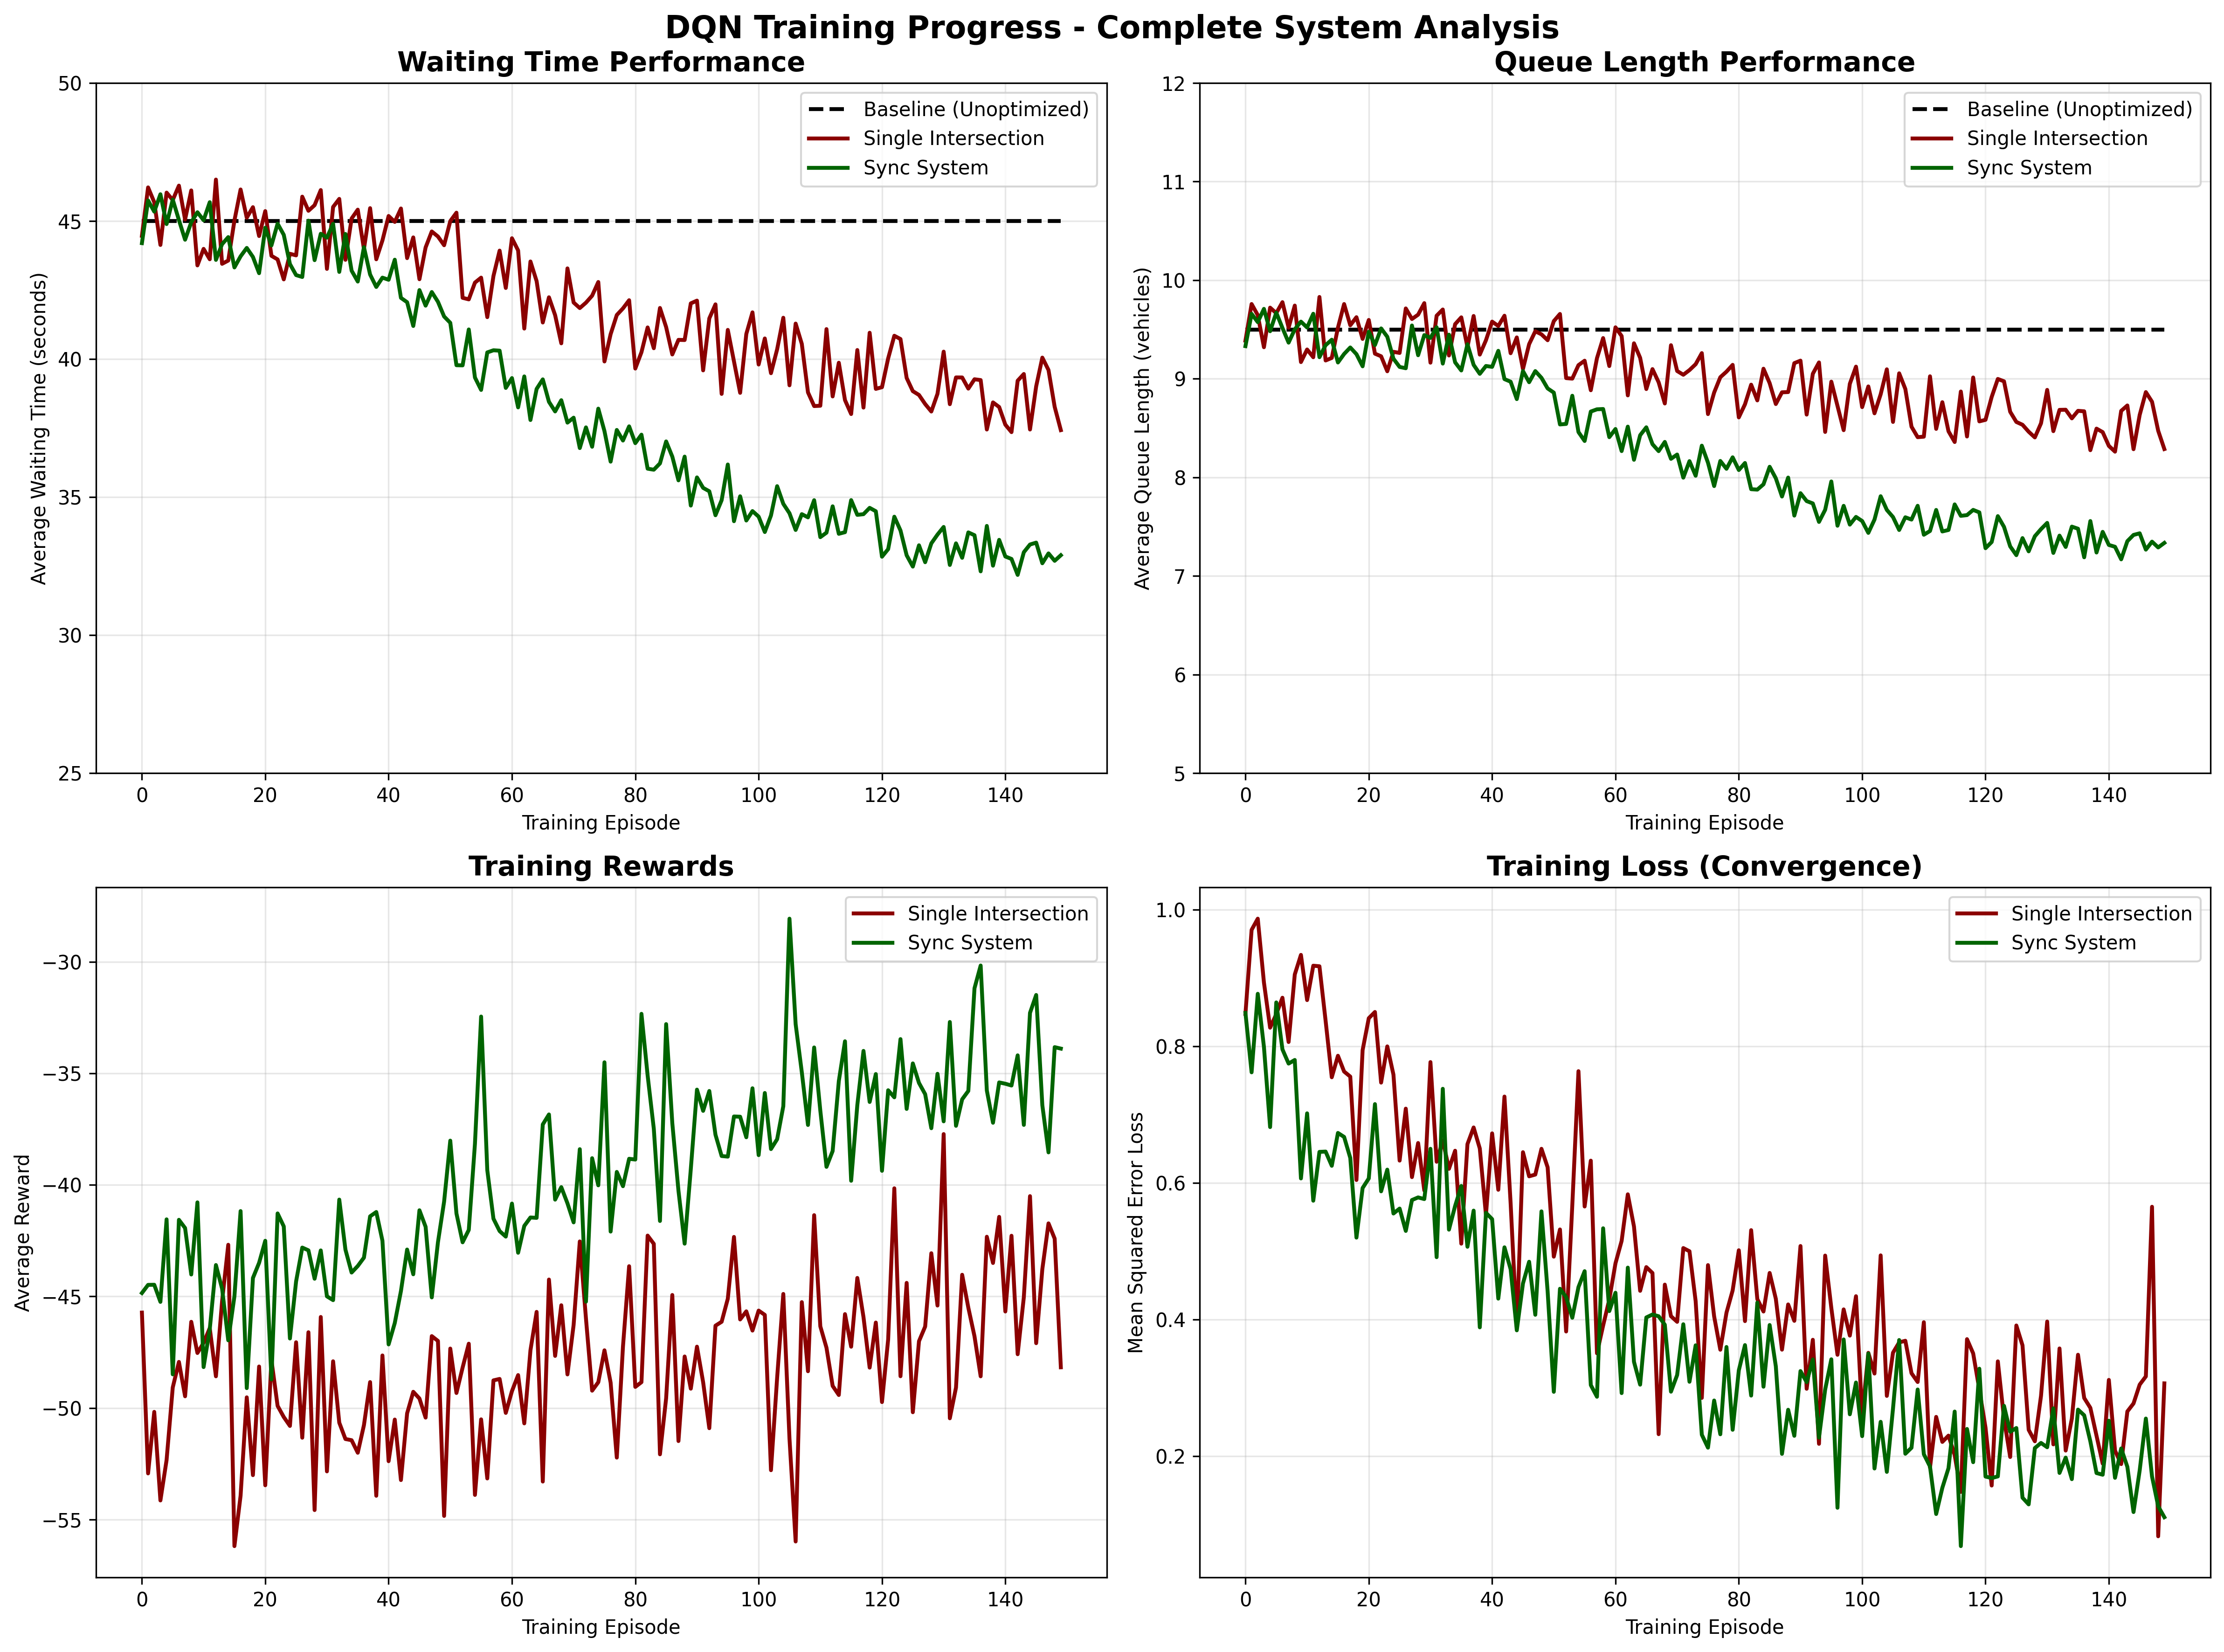 DQN Training Progress - Complete System Analysis
Waiting Time Performance
50
45
40
35
30
25
Average Waiting Time (seconds)
Baseline (Unoptimized)
Single Intersection
Sync System
0 20 40 60 80 100 120 140
Training Episode
Queue Length Performance
12
11
10
9
8
7
6
5
Average Queue Length (vehicles)
Baseline (Unoptimized)
Single Intersection
Sync System
0 20 40 60 80 100 120 140
Training Episode
Training Rewards
−30
−35
−40
−45
−50
−55
Average Reward
Single Intersection
Sync System
0 20 40 60 80 100 120 140
Training Episode
Training Loss (Convergence)
1.0
0.8
0.6
0.4
0.2
Mean Squared Error Loss
Single Intersection
Sync System
0 20 40 60 80 100 120 140
Training Episode